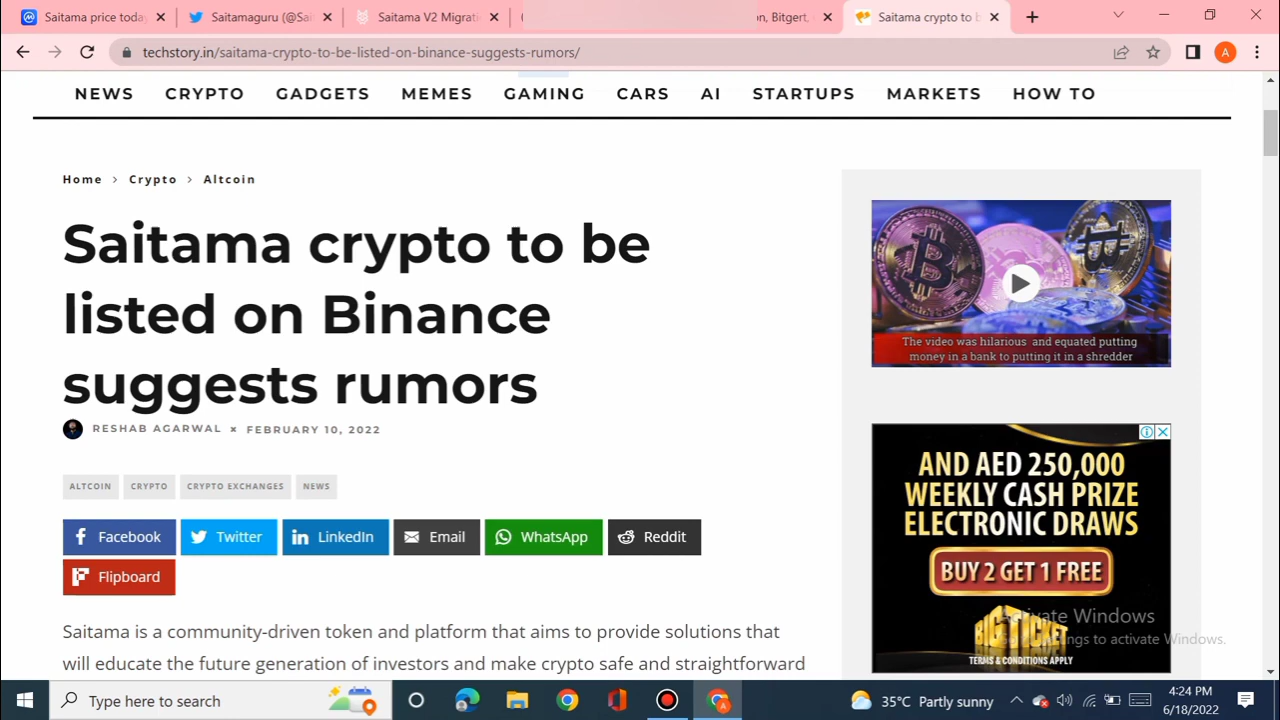 Saitama price today
Saitamaguru (@Sai
Saitama V2 Migrati
on, Bitgert,
Saitama crypto to b
techstory.in/saitama-crypto-to-be-listed-on-binance-suggests-rumors/
A
NEWS CRYPTO GADGETS MEMES GAMING CARS AI STARTUPS MARKETS HOW TO
Home > Crypto > Altcoin
Saitama crypto to be
listed on Binance
suggests rumors
RESHAB AGARWAL × FEBRUARY 10, 2022
ALTCOIN CRYPTO CRYPTO EXCHANGES NEWS
Facebook Twitter LinkedIn Email WhatsApp Reddit
Flipboard
Saitama is a community-driven token and platform that aims to provide solutions that
will educate the future generation of investors and make crypto safe and straightforward
The video was hilarious and equated putting
money in a bank to putting it in a shredder
AND AED 250,000
WEEKLY CASH PRIZE
ELECTRONIC DRAWS
BUY 2 GET 1 FREE
BIG TICKET
TERMS & CONDITIONS APPLY
Activate Windows
Go to Settings to activate Windows.
Type here to search
35°C Partly sunny
4:24 PM
6/18/2022